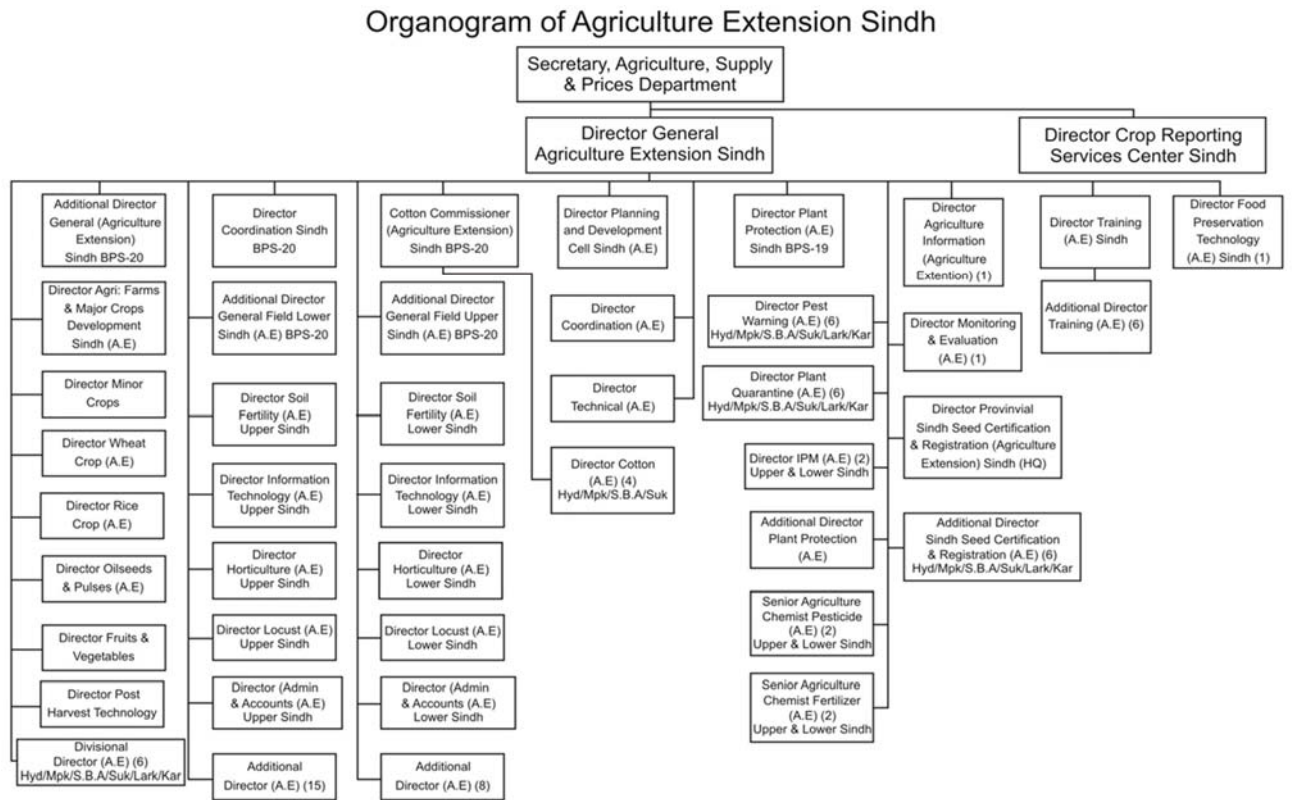 Organogram of Agriculture Extension Sindh
Secretary, Agriculture, Supply
& Prices Department
Director General
Agriculture Extension Sindh
Director Crop Reporting
Services Center Sindh
Additional Director
General (Agriculture
Extension)
Sindh BPS-20
Director
Coordination Sindh
BPS-20
Cotton Commissioner
(Agriculture Extension)
Sindh BPS-20
Director Planning
and Development
Cell Sindh (A.E)
Director Plant
Protection (A.E)
Sindh BPS-19
Director
Agriculture
Information
(Agriculture
Extention) (1)
Director Training
(A.E) Sindh
Director Food
Preservation
Technology
(A.E) Sindh (1)
Director Agri: Farms
& Major Crops
Development
Sindh (A.E)
Additional Director
General Field Lower
Sindh (A.E) BPS-20
Additional Director
General Field Upper
Sindh (A.E) BPS-20
Director
Coordination (A.E)
Director Pest
Warning (A.E) (6)
Hyd/Mpk/S.B.A/Suk/Lark/Kar
Director Monitoring
& Evaluation
(A.E) (1)
Additional Director
Training (A.E) (6)
Director Minor
Crops
Director Soil
Fertility (A.E)
Upper Sindh
Director Soil
Fertility (A.E)
Lower Sindh
Director
Technical (A.E)
Director Plant
Quarantine (A.E) (6)
Hyd/Mpk/S.B.A/Suk/Lark/Kar
Director Provinvial
Sindh Seed Certification
& Registration (Agriculture
Extension) Sindh (HQ)
Director Wheat
Crop (A.E)
Director Information
Technology (A.E)
Upper Sindh
Director Information
Technology (A.E)
Lower Sindh
Director Cotton
(A.E) (4)
Hyd/Mpk/S.B.A/Suk
Director IPM (A.E) (2)
Upper & Lower Sindh
Director Rice
Crop (A.E)
Additional Director
Plant Protection
(A.E)
Additional Director
Sindh Seed Certification
& Registration (A.E) (6)
Hyd/Mpk/S.B.A/Suk/Lark/Kar
Director Oilseeds
& Pulses (A.E)
Director
Horticulture (A.E)
Upper Sindh
Director
Horticulture (A.E)
Lower Sindh
Senior Agriculture
Chemist Pesticide
(A.E) (2)
Upper & Lower Sindh
Director Fruits &
Vegetables
Director Locust (A.E)
Upper Sindh
Director Locust (A.E)
Lower Sindh
Director Post
Harvest Technology
Director (Admin
& Accounts (A.E)
Upper Sindh
Director (Admin
& Accounts (A.E)
Lower Sindh
Senior Agriculture
Chemist Fertilizer
(A.E) (2)
Upper & Lower Sindh
Divisional
Director (A.E) (6)
Hyd/Mpk/S.B.A/Suk/Lark/Kar
Additional
Director (A.E) (15)
Additional
Director (A.E) (8)